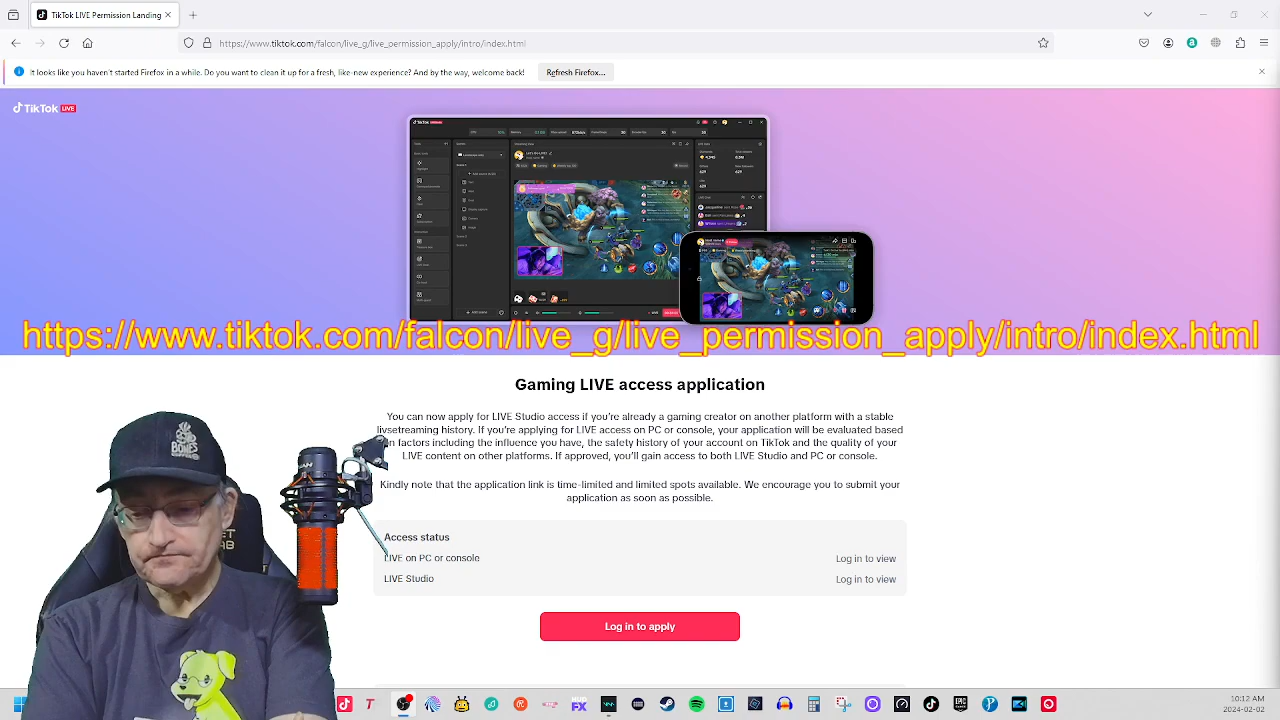 TikTok LIVE Permission Landing
https://www.tiktok.com/falcon/live_g/live_permission_apply/intro/index.html
It looks like you haven't started Firefox in a while. Do you want to clean it up for a fresh, like-new experience? And by the way, welcome back!
Refresh Firefox...
TikTok LIVE
https://www.tiktok.com/falcon/live_g/live_permission_apply/intro/index.html
Gaming LIVE access application
You can now apply for LIVE Studio access if you're already a gaming creator on another platform with a stable
livestreaming history. If you're applying for LIVE access on PC or console, your application will be evaluated based
on factors including the influence you have, the safety history of your account on TikTok and the quality of your
LIVE content on other platforms. If approved, you'll gain access to both LIVE Studio and PC or console.
Kindly note that the application link is time-limited and limited spots available. We encourage you to submit your
application as soon as possible.
Access status
LIVE on PC or console
Log in to view
LIVE Studio
Log in to view
Log in to apply
10:12 AM
2024-02-02